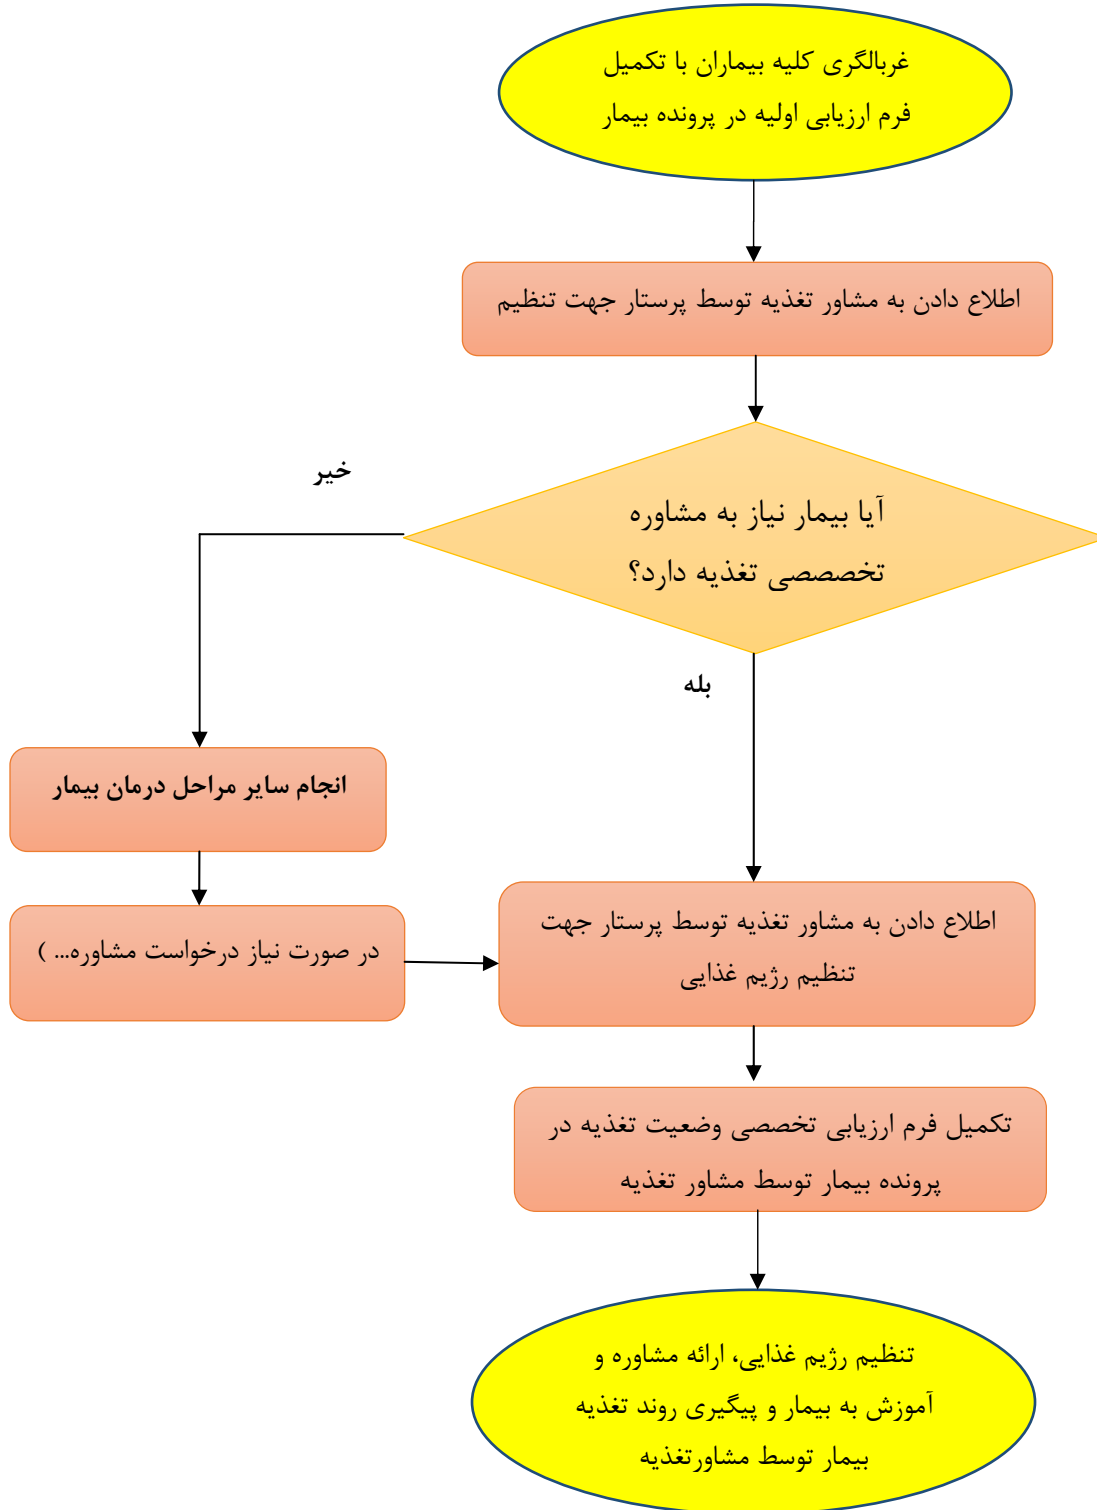 غربالگری کلیه بیماران با تکمیل
فرم ارزیابی اولیه در پرونده بیمار
اطلاع دادن به مشاور تغذیه توسط پرستار جهت تنظیم
خیر
آیا بیمار نیاز به مشاوره
تخصصصی تغذیه دارد؟
بله
انجام سایر مراحل درمان بیمار
در صورت نیاز درخواست مشاوره... )
اطلاع دادن به مشاور تغذیه توسط پرستار جهت
تنظیم رژیم غذایی
تکمیل فرم ارزیابی تخصصی وضعیت تغذیه در
پرونده بیمار توسط مشاور تغذیه
تنظیم رژیم غذایی، ارائه مشاوره و
آموزش به بیمار و پیگیری روند تغذیه
بیمار توسط مشاورتغذیه